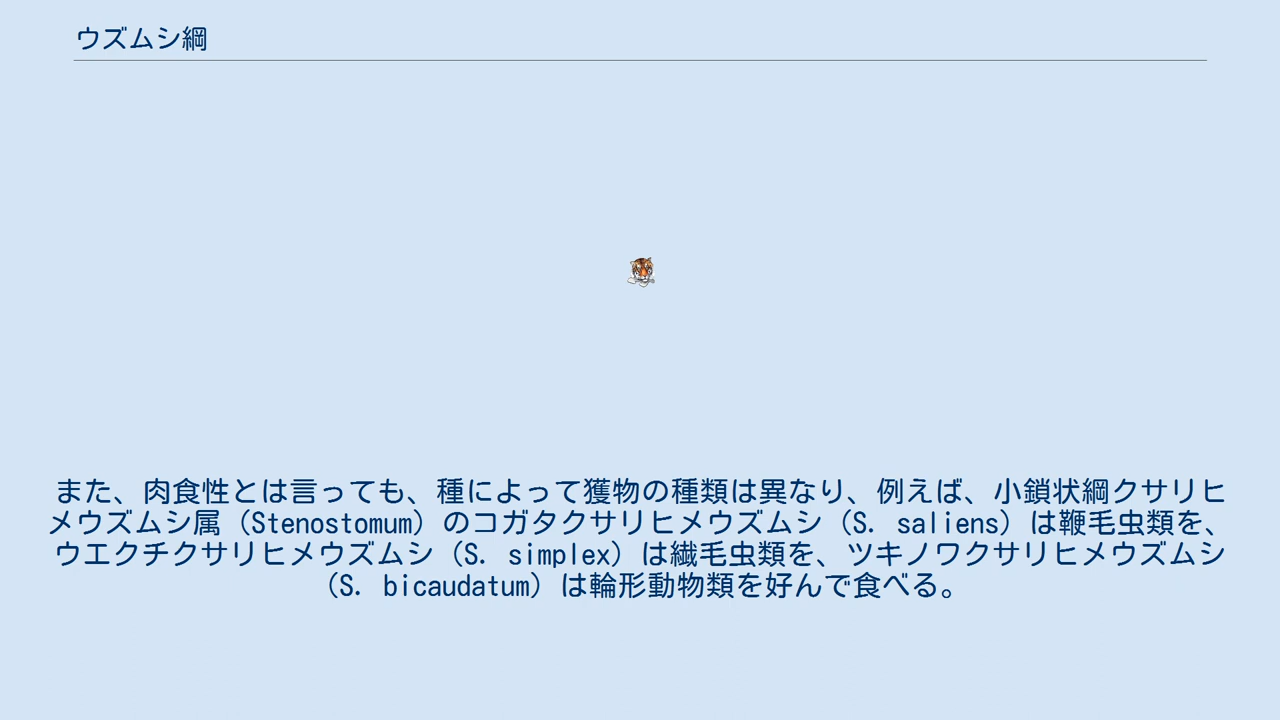 ウズムシ綱
また、肉食性とは言っても、種によって獲物の種類は異なり、例えば、小鎖状綱クサリヒ
メウズムシ属（Stenostomum）のコガタクサリヒメウズムシ（S. saliens）は鞭毛虫類を、
ウエクチクサリヒメウズムシ（S. simplex）は繊毛虫類を、ツキノワクサリヒメウズムシ
（S. bicaudatum）は輪形動物類を好んで食べる。